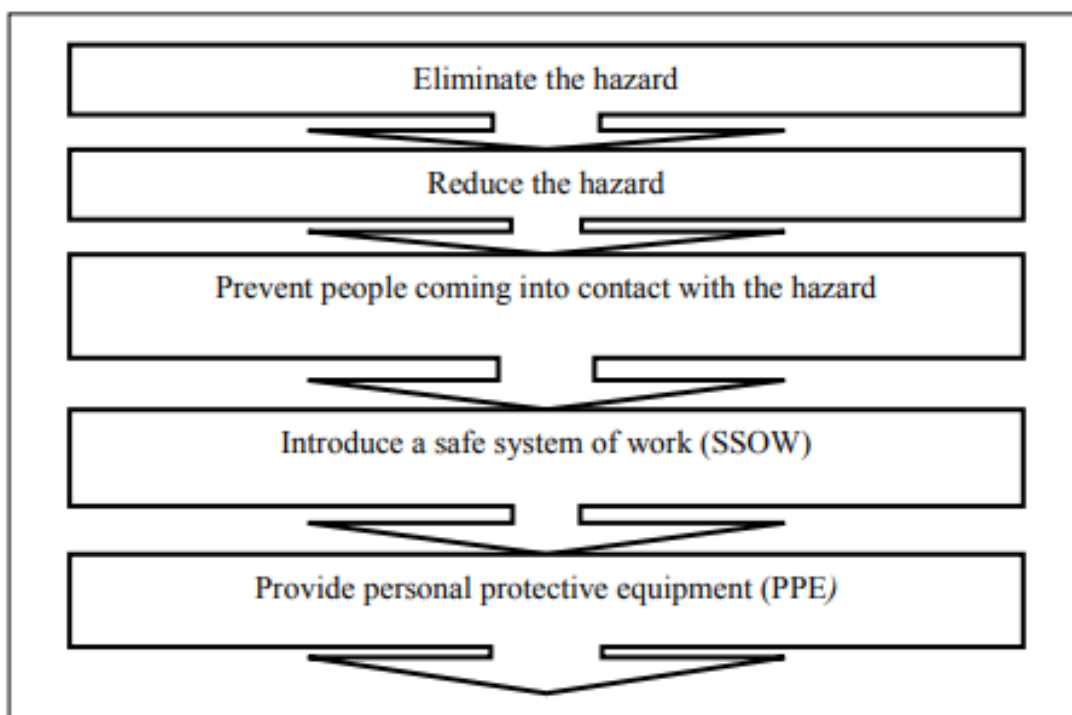 Eliminate the hazard
Reduce the hazard
Prevent people coming into contact with the hazard
Introduce a safe system of work (SSOW)
Provide personal protective equipment (PPE)